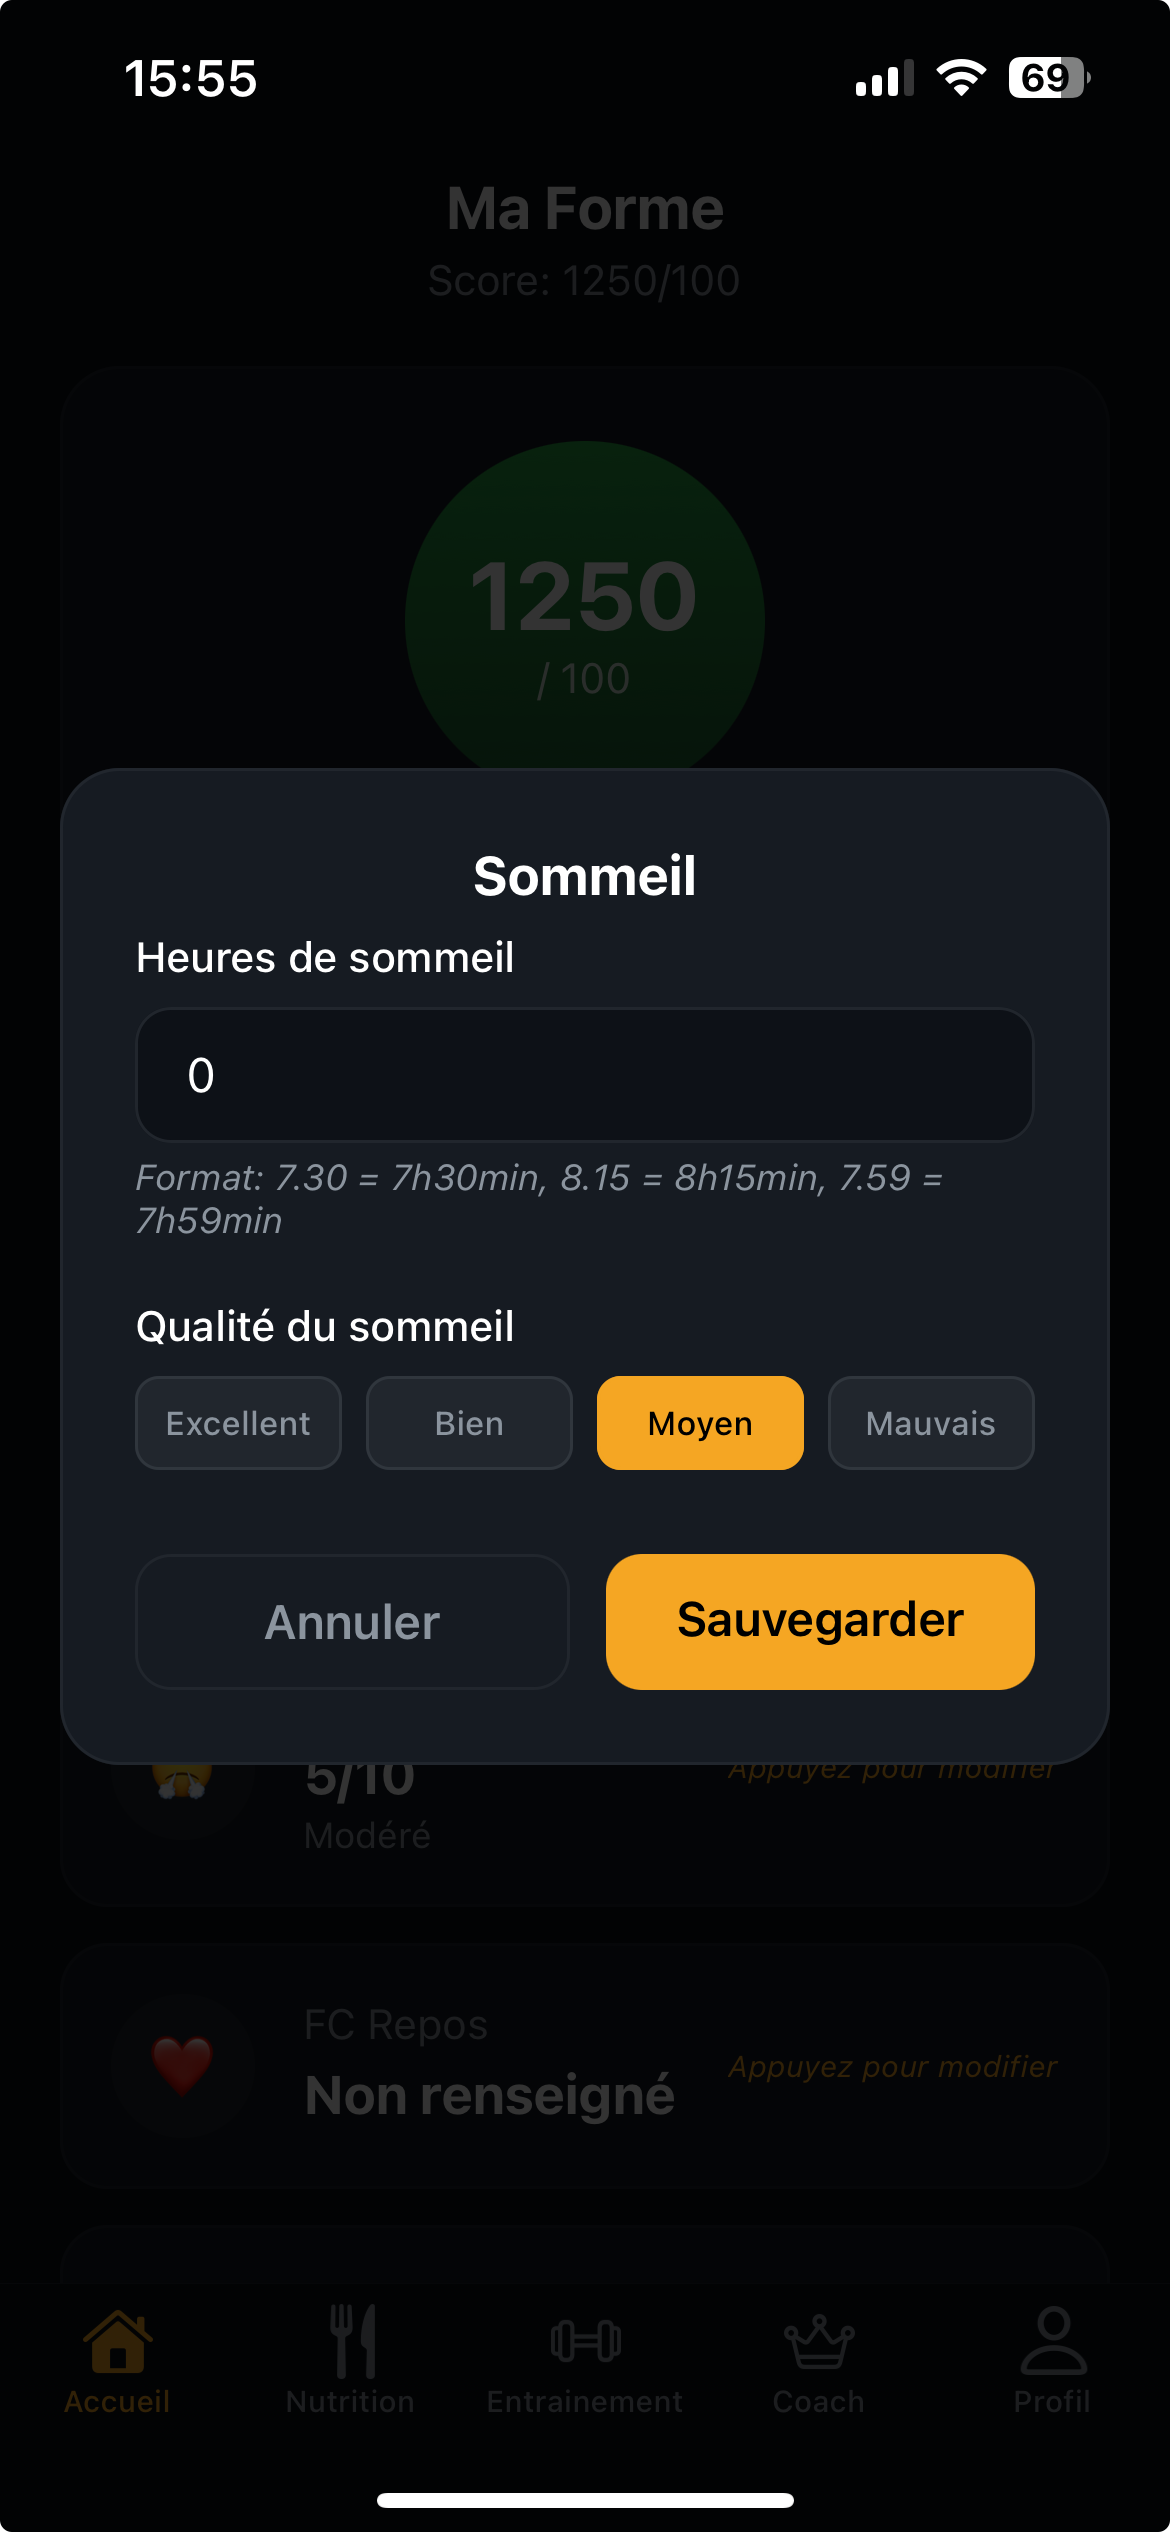 15:55
69
Ma Forme
Score: 1250/100
1250
/ 100
Sommeil
Heures de sommeil
0
Format: 7.30 = 7h30min, 8.15 = 8h15min, 7.59 =
7h59min
Qualité du sommeil
Excellent
Bien
Moyen
Mauvais
Annuler
Sauvegarder
5/10
Appuyez pour modifier
Modéré
FC Repos
Non renseigné
Appuyez pour modifier
Accueil
Nutrition
Entrainement
Coach
Profil